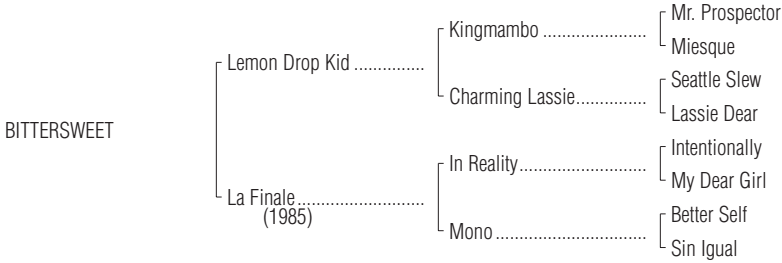 Mr. Prospector
Kingmambo ......................
Miesque
Lemon Drop Kid ...............
Seattle Slew
Charming Lassie...............
Lassie Dear
BITTERSWEET
Intentionally
In Reality...........................
My Dear Girl
La Finale...........................
(1985)
Better Self
Mono ................................
Sin Igual